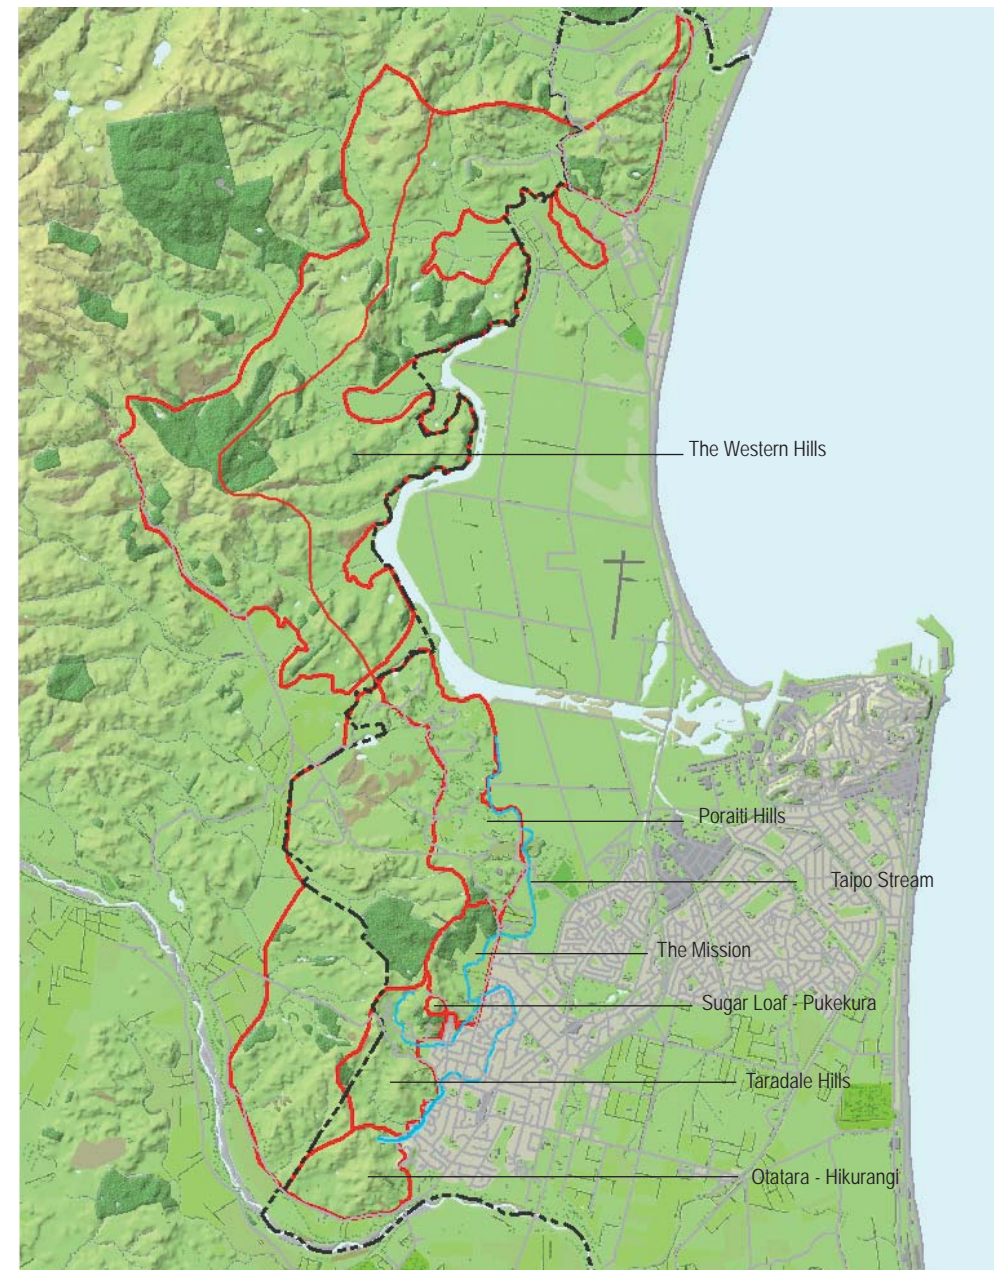 The Western Hills
Poraiti Hills
Taipo Stream
The Mission
Sugar Loaf - Pukekura
Taradale Hills
Otatara - Hikurangi